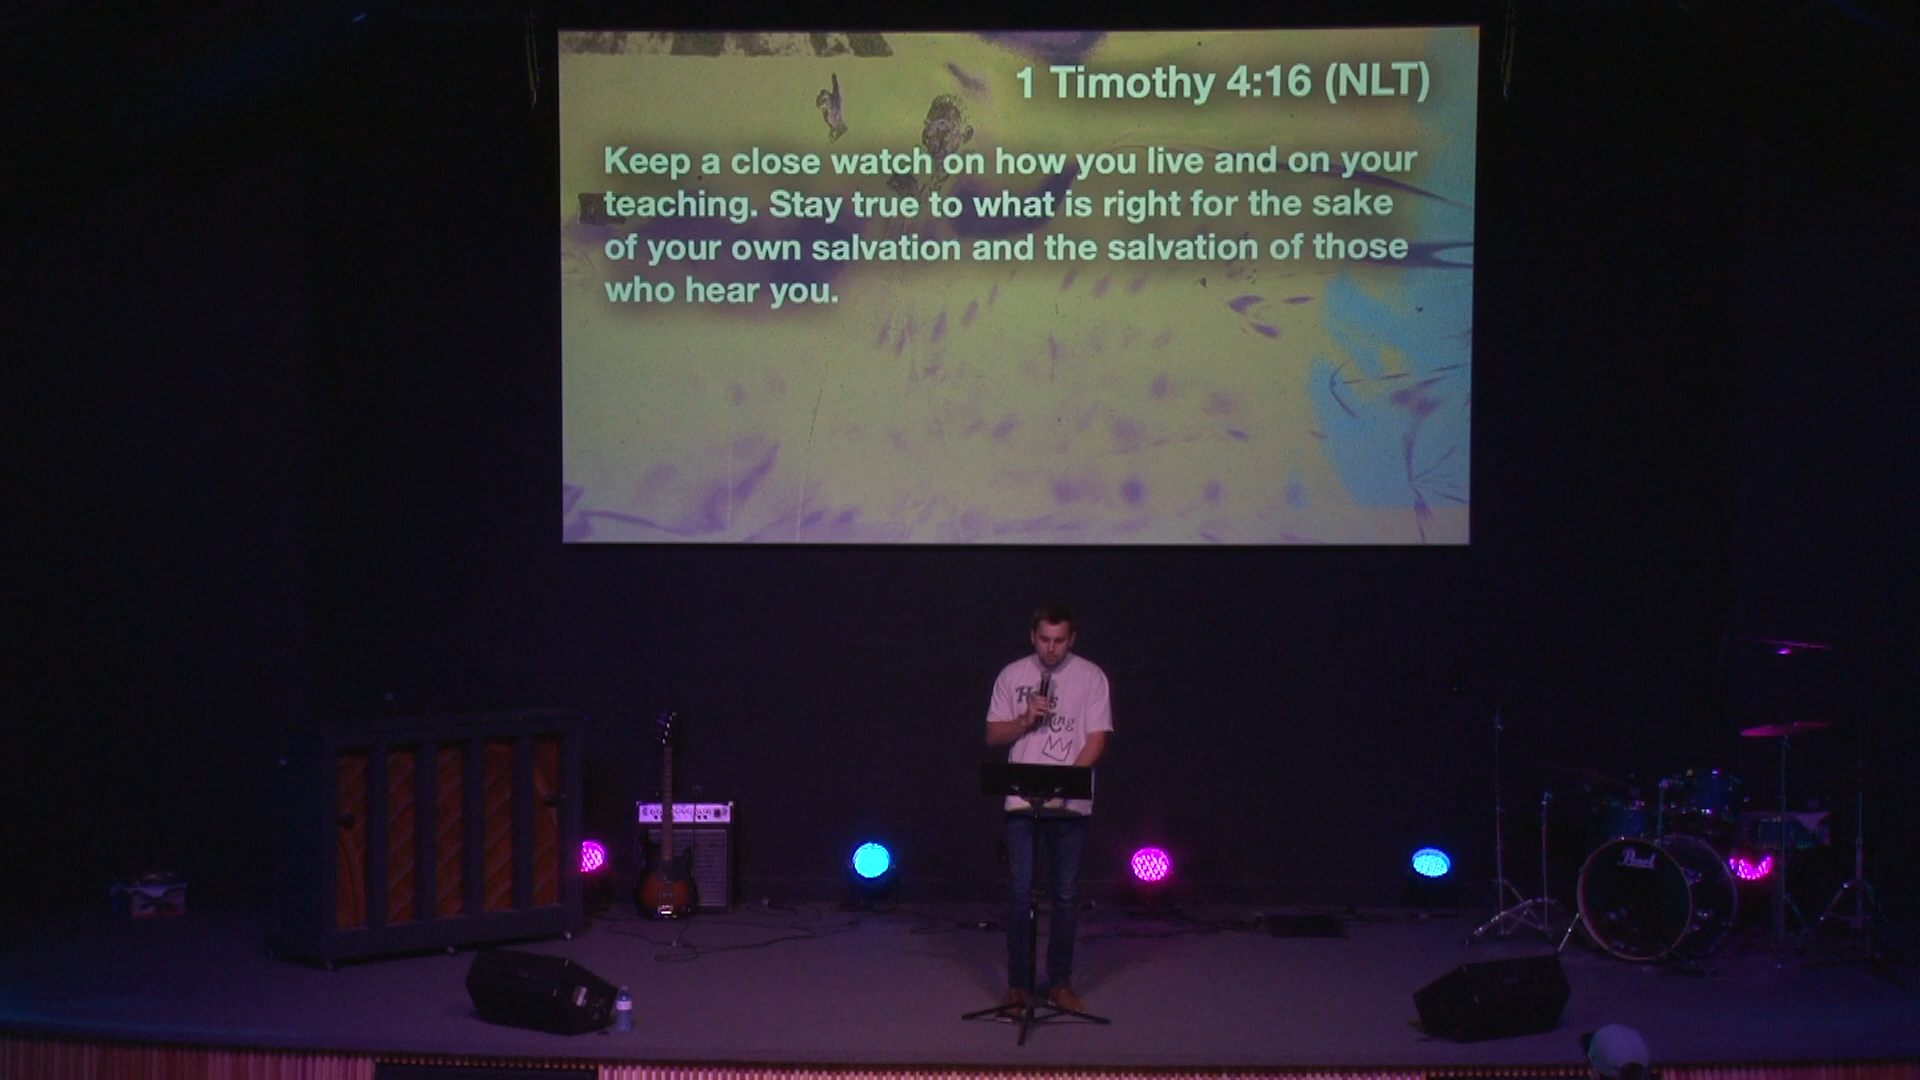 1 Timothy 4:16 (NLT)
Keep a close watch on how you live and on your
teaching. Stay true to what is right for the sake
of your own salvation and the salvation of those
who hear you.
Pearl